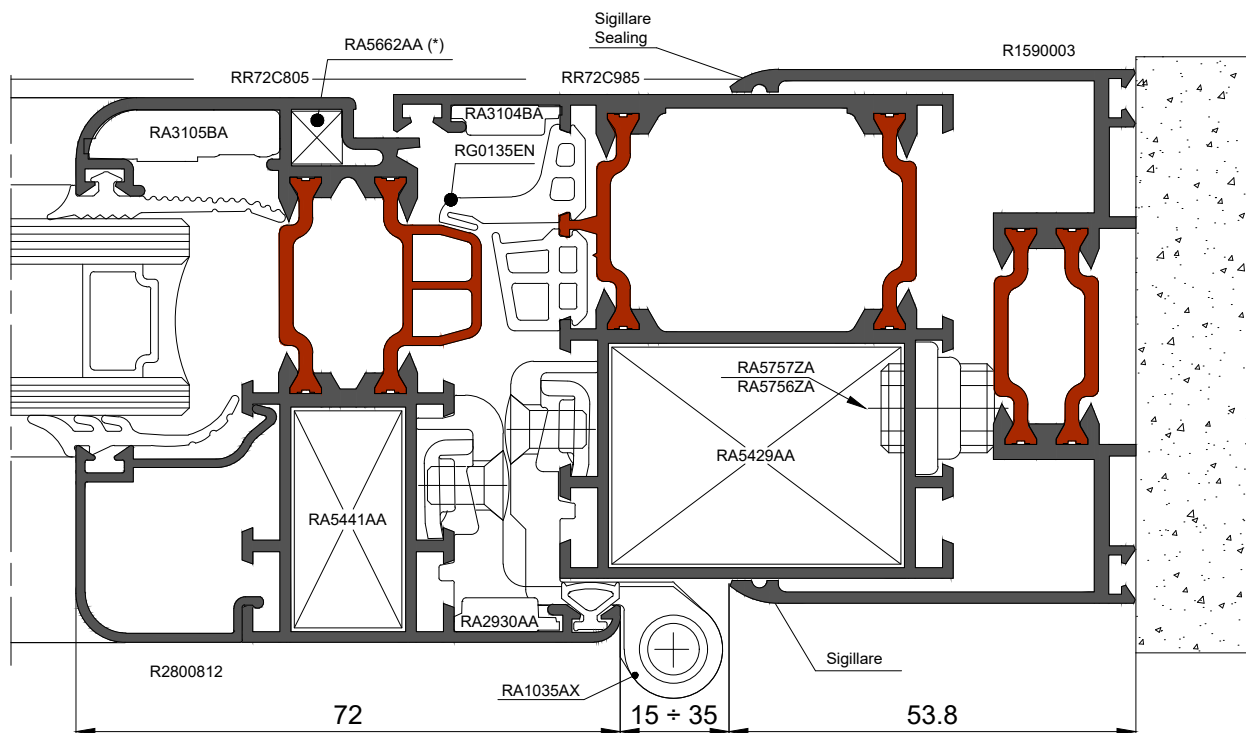 Sigillare
Sealing
RA5662AA (*)
R1590003
RR72C805
RR72C985
RA3104BA
RA3105BA
RG0135EN
RA5757ZA
RA5756ZA
RA5429AA
RA5441AA
RA2930AA
Sigillare
R2800812
RA1035AX
72
15 ÷ 35
53.8